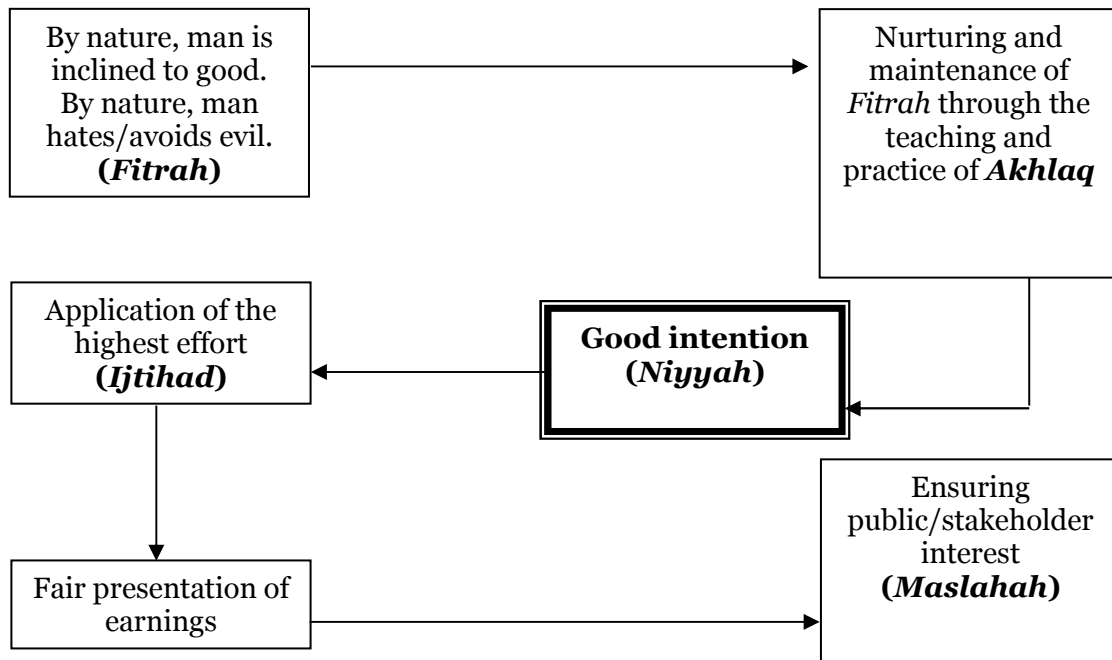 By nature, man is
inclined to good.
By nature, man
hates/avoids evil.
(Fitrah)
Nurturing and
maintenance of
Fitrah through the
teaching and
practice of Akhlaq
Good intention
(Niyyah)
Application of the
highest effort
(Ijtihad)
Fair presentation of
earnings
Ensuring
public/stakeholder
interest
(Maslahah)